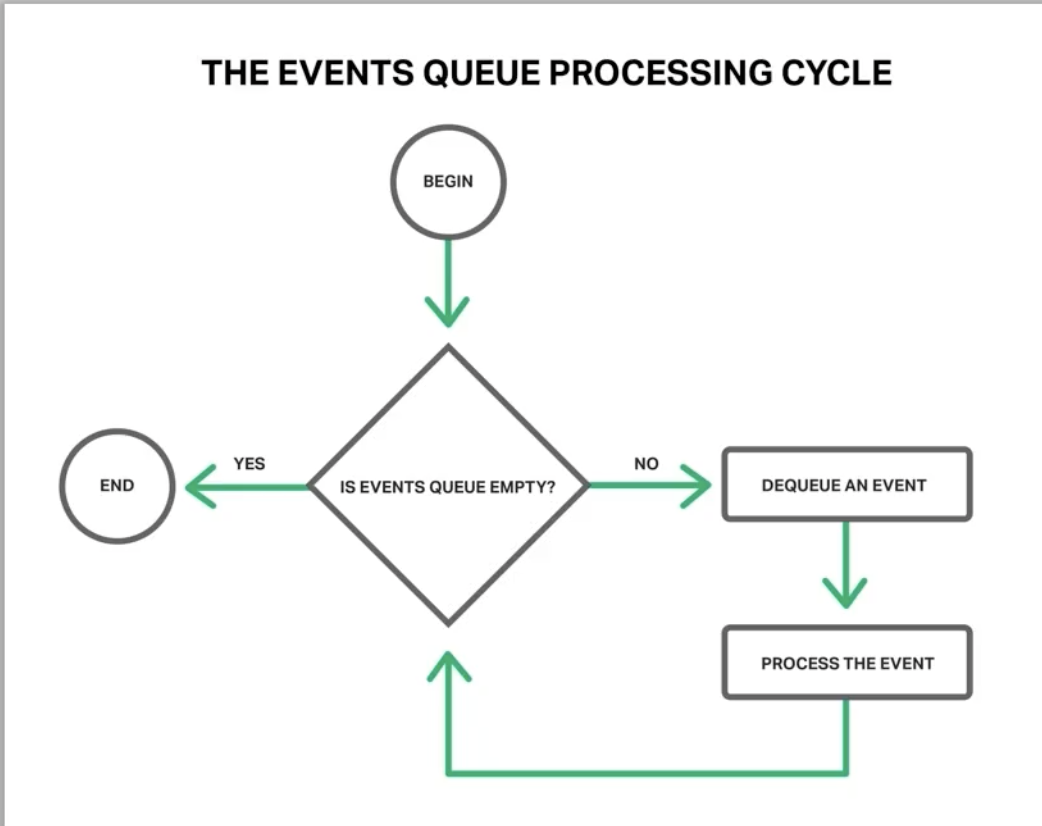 THE EVENTS QUEUE PROCESSING CYCLE
BEGIN
YES
NO
END
IS EVENTS QUEUE EMPTY?
DEQUEUE AN EVENT
PROCESS THE EVENT